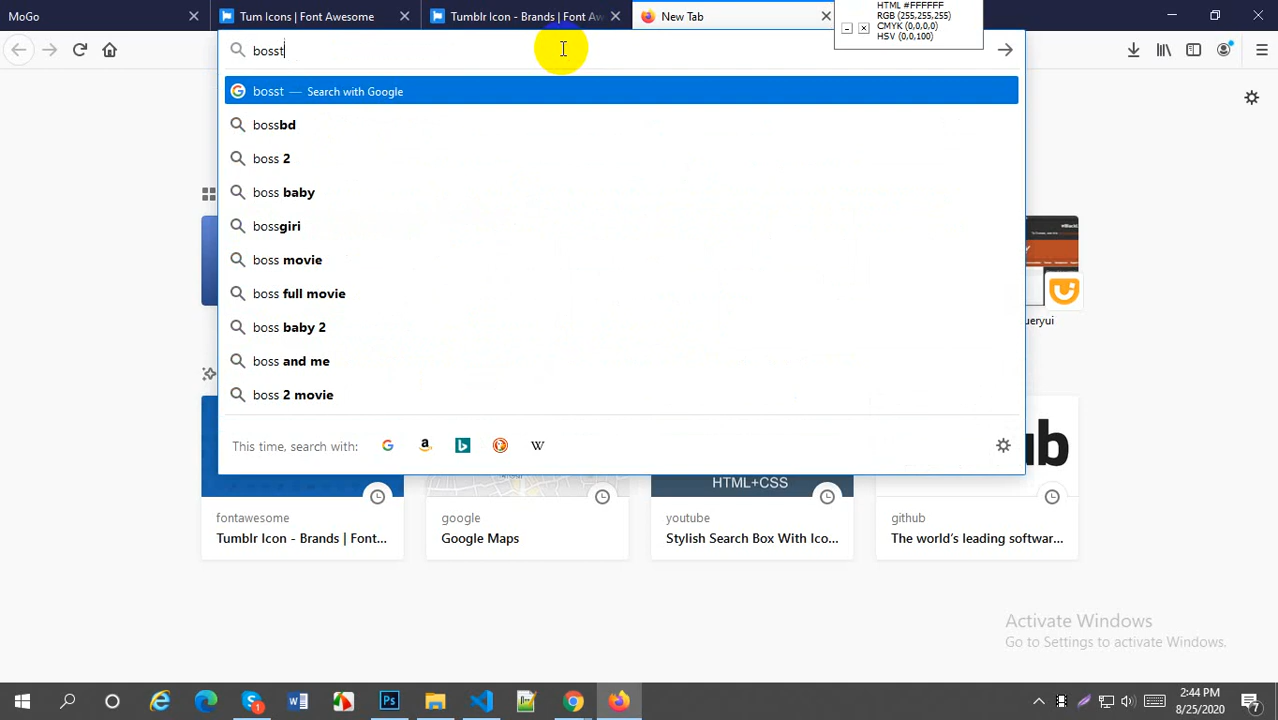 MoGo
Tum Icons | Font Awesome
Tumblr Icon - Brands | Font Aw
New Tab
HTML #FFFFFF
RGB (255,255,255)
CMYK (0,0,0,0)
HSV (0,0,100)
bosst
bosst — Search with Google
bossbd
boss 2
boss baby
bossgiri
boss movie
boss full movie
boss baby 2
boss and me
boss 2 movie
This time, search with:
ueryui
ub
HTML+CSS
fontawesome
Tumblr Icon - Brands | Font...
google
Google Maps
youtube
Stylish Search Box With Ico...
github
The world's leading softwar...
Activate Windows
Go to Settings to activate Windows.
2:44 PM
8/25/2020